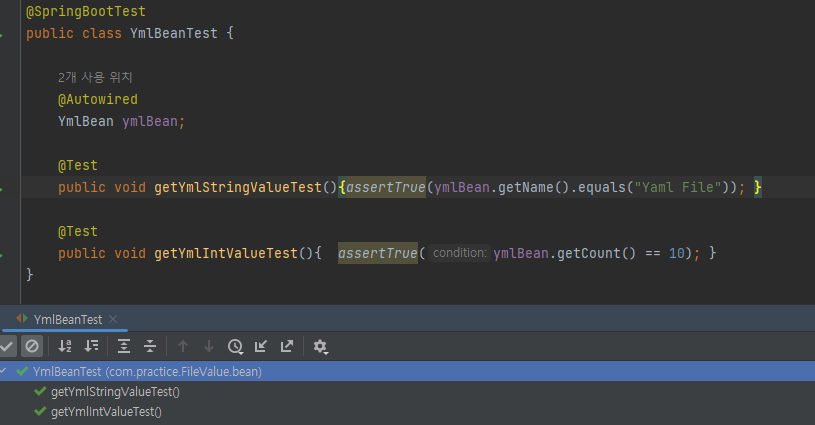 @SpringBootTest
public class YmlBeanTest {
2개 사용 위치
@Autowired
YmlBean ymlBean;
@Test
public void getYmlStringValueTest(){assertTrue(ymlBean.getName().equals("Yaml File")); }
@Test
public void getYmlIntValueTest(){ assertTrue( condition: ymlBean.getCount() == 10); }
}
YmlBeanTest ×
YmlBeanTest (com.practice.FileValue.bean)
getYmlStringValueTest()
getYmlIntValueTest()